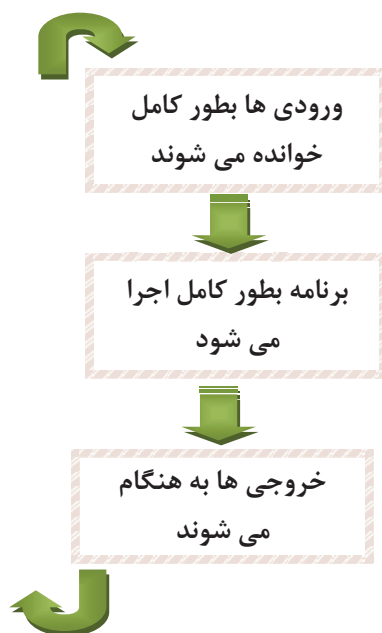 ورودی ها بطور کامل
خوانده می شوند
برنامه بطور کامل اجرا
می شود
خروجی ها به هنگام
می شوند